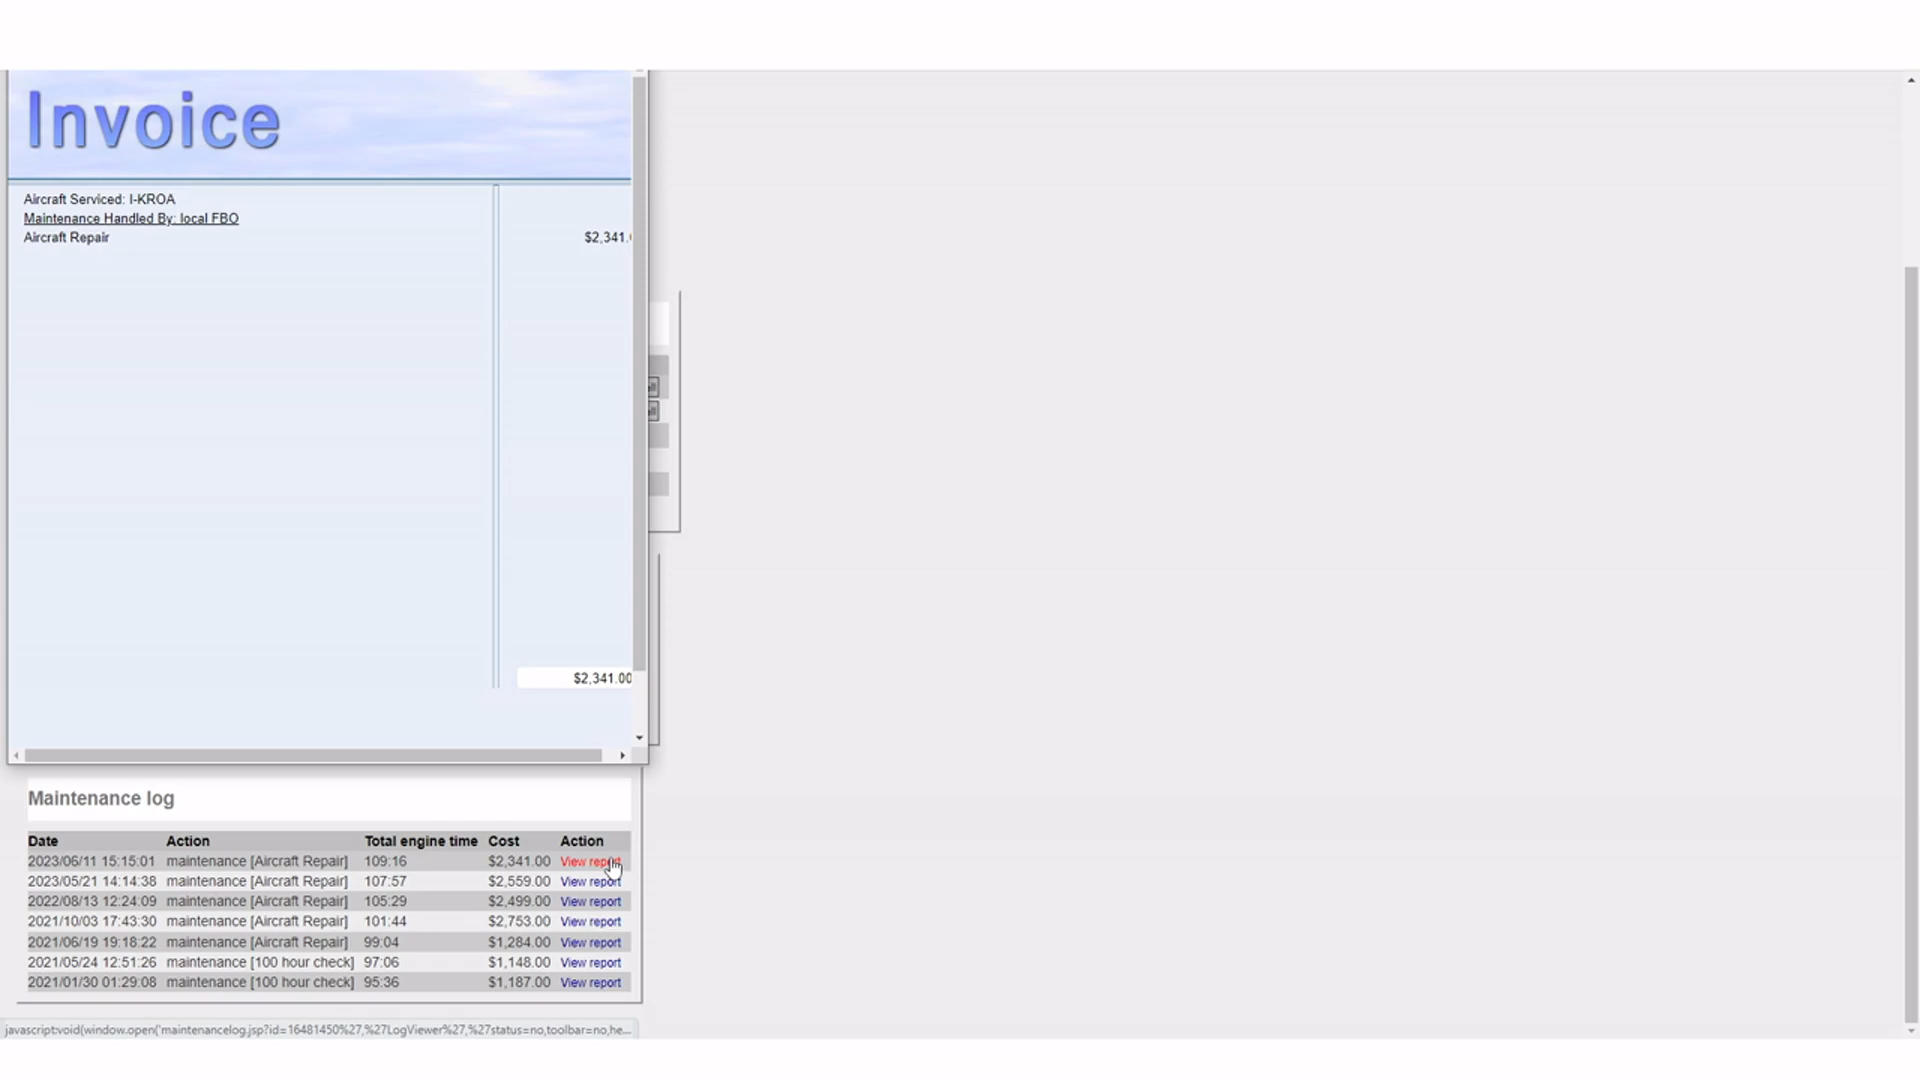 Invoice
Aircraft Serviced: I-KROA
Maintenance Handled By: local FBO
Aircraft Repair $2,341.
$2,341.00
Maintenance log
Date Action Total engine time Cost Action
2023/06/11 15:15:01 maintenance [Aircraft Repair] 109:16 $2,341.00 View report
2023/05/21 14:14:38 maintenance [Aircraft Repair] 107:57 $2,559.00 View report
2022/08/13 12:24:09 maintenance [Aircraft Repair] 105:29 $2,499.00 View report
2021/10/03 17:43:30 maintenance [Aircraft Repair] 101:44 $2,753.00 View report
2021/06/19 19:18:22 maintenance [Aircraft Repair] 99:04 $1,284.00 View report
2021/05/24 12:51:26 maintenance [100 hour check] 97:06 $1,148.00 View report
2021/01/30 01:29:08 maintenance [100 hour check] 95:36 $1,187.00 View report
javascript:void(window.open('maintenancelog.jsp?id=16481450%27,%27LogViewer%27,%27status=no,toolbar=no,he...